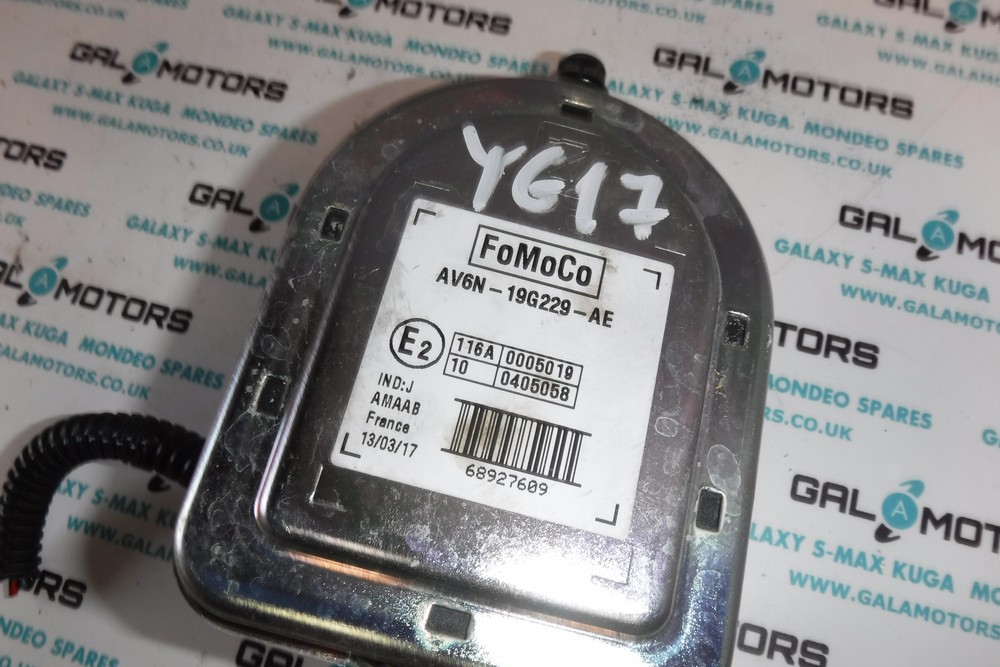 YG17
FoMoCo
AV6N-19G229-AE
E2
116A 0005019
10 0405058
IND:J
AMAAB
France
13/03/17
68927609
GALAMOTORS
GALAXY S-MAX KUGA MONDEO SPARES
WWW.GALAMOTORS.CO.UK